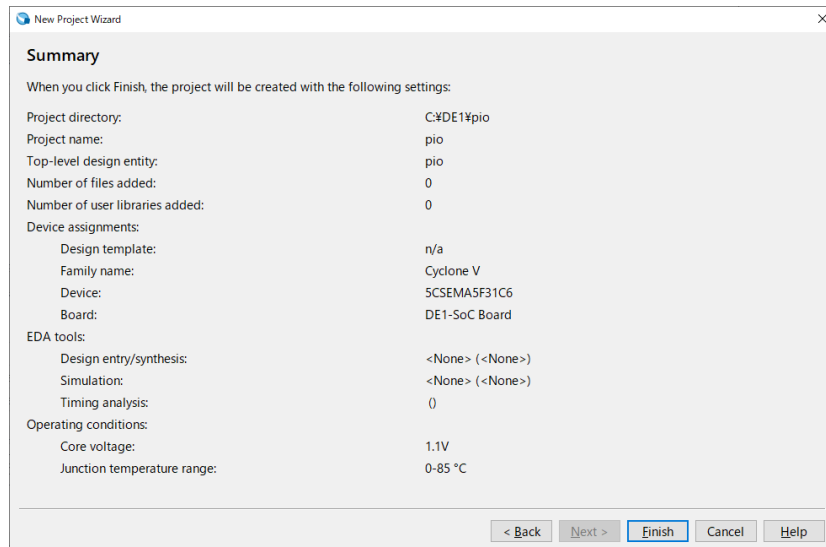 New Project Wizard
Summary
When you click Finish, the project will be created with the following settings:
Project directory: C:¥DE1¥pio
Project name: pio
Top-level design entity: pio
Number of files added: 0
Number of user libraries added: 0
Device assignments:
Design template: n/a
Family name: Cyclone V
Device: 5CSEMA5F31C6
Board: DE1-SoC Board
EDA tools:
Design entry/synthesis: <None> (<None>)
Simulation: <None> (<None>)
Timing analysis: ()
Operating conditions:
Core voltage: 1.1V
Junction temperature range: 0-85 °C
< Back Next > Finish Cancel Help